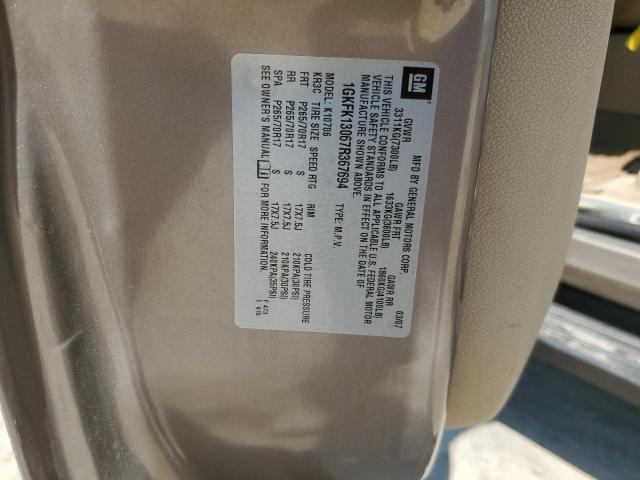 GM
MFD BY GENERAL MOTORS CORP.
03/07
GVWR GAWR FRT GAWR RR
3311KG(7300LB) 1633KG(3600LB) 1860KG(4100LB)
THIS VEHICLE CONFORMS TO ALL APPLICABLE U.S. FEDERAL MOTOR
VEHICLE SAFETY STANDARDS IN EFFECT ON THE DATE OF
MANUFACTURE SHOWN ABOVE.
1GKFK13067R367694 TYPE: M.P.V.
MODEL: K10706
KR3C TIRE SIZE SPEED RTG RIM COLD TIRE PRESSURE
FRT P265/70R17 S 17X7.5J 210KPA(30PSI)
RR P265/70R17 S 17X7.5J 210KPA(30PSI)
SPA P265/70R17 S 17X7.5J 240KPA(35PSI)
SEE OWNER'S MANUAL FOR MORE INFORMATION.